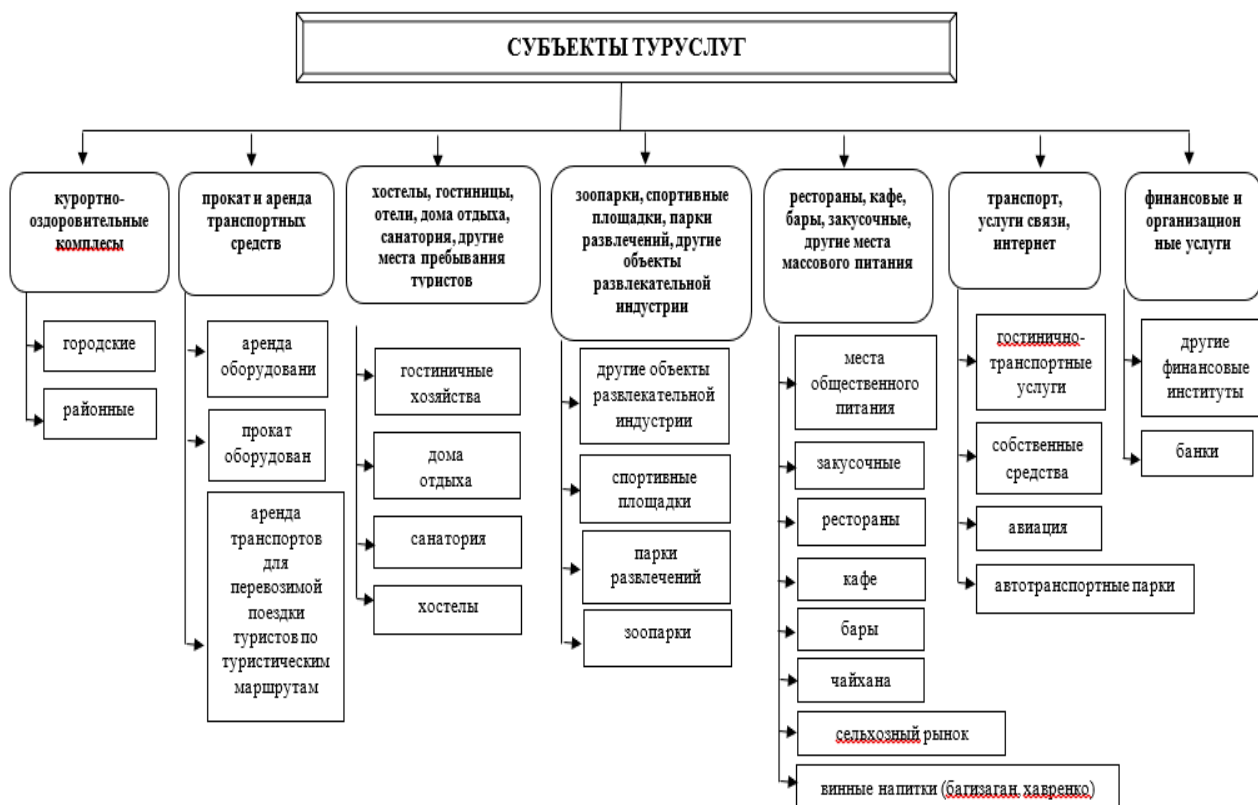 СУБЪЕКТЫ ТУРУСЛУГ
курортно-
оздоровительные
комплесы
городские
районные
прокат и аренда
транспортных
средств
аренда
оборудовани
прокат
оборудован
аренда
транспортов
для
перевозимой
поездки
туристов по
туристическим
маршрутам
хостелы, гостиницы,
отели, дома отдыха,
санатория, другие
места пребывания
туристов
гостиничные
хозяйства
дома
отдыха
санатория
хостелы
зоопарки, спортивные
площадки, парки
развлечений, другие
объекты
развлекательной
индустрии
другие объекты
развлекательной
индустрии
спортивные
площадки
парки
развлечений
зоопарки
рестораны, кафе,
бары, закусочные,
другие места
массового питания
места
общественного
питания
закусочные
рестораны
кафе
бары
чайхана
сельхозный рынок
винные напитки (багизаган, хавренко)
транспорт,
услуги связи,
интернет
гостинично-
транспортные
услуги
собственные
средства
авиация
автотранспортные парки
финансовые и
организацион
ные услуги
другие
финансовые
институты
банки